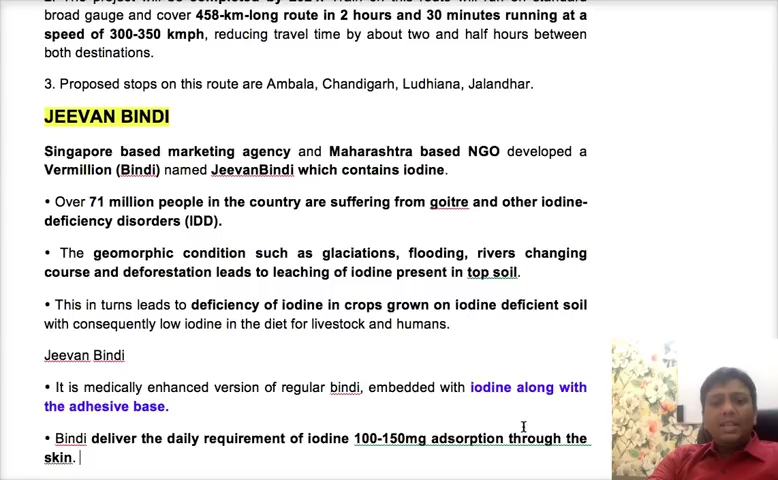 broad gauge and cover 458-km-long route in 2 hours and 30 minutes running at a
speed of 300-350 kmph, reducing travel time by about two and half hours between
both destinations.
3. Proposed stops on this route are Ambala, Chandigarh, Ludhiana, Jalandhar.
JEEVAN BINDI
Singapore based marketing agency and Maharashtra based NGO developed a
Vermillion (Bindi) named JeevanBindi which contains iodine.
• Over 71 million people in the country are suffering from goitre and other iodine-
deficiency disorders (IDD).
• The geomorphic condition such as glaciations, flooding, rivers changing
course and deforestation leads to leaching of iodine present in top soil.
• This in turns leads to deficiency of iodine in crops grown on iodine deficient soil
with consequently low iodine in the diet for livestock and humans.
Jeevan Bindi
• It is medically enhanced version of regular bindi, embedded with iodine along with
the adhesive base.
• Bindi deliver the daily requirement of iodine 100-150mg adsorption through the
skin.